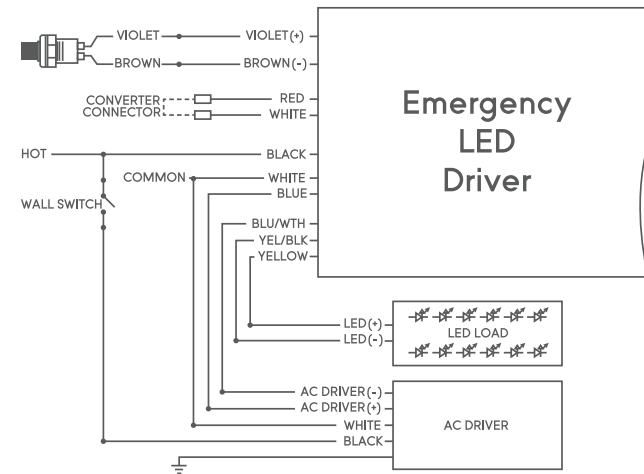 VIOLET
VIOLET(+)
BROWN
BROWN(-)
Emergency
LED
Driver
CONVERTER
CONNECTOR
RED
WHITE
HOT
BLACK
COMMON
WHITE
BLUE
WALL SWITCH
BLU/WTH
YEL/BLK
YELLOW
LED(+)
LED(-)
LED LOAD
AC DRIVER(-)
AC DRIVER(+)
WHITE
BLACK
AC DRIVER